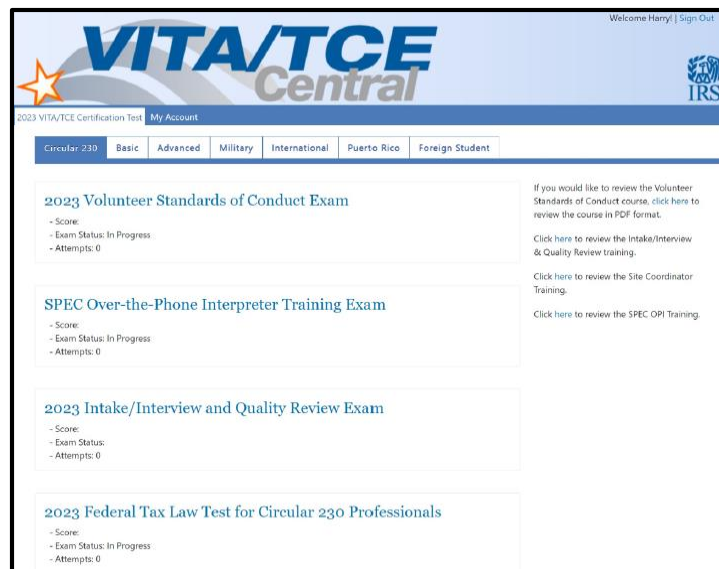 Welcome Harry! | Sign Out
VITA/TCE
Central
IRS
2023 VITA/TCE Certification Test My Account
Circular 230 Basic Advanced Military International Puerto Rico Foreign Student
2023 Volunteer Standards of Conduct Exam
- Score:
- Exam Status: In Progress
- Attempts: 0
SPEC Over-the-Phone Interpreter Training Exam
- Score:
- Exam Status: In Progress
- Attempts: 0
2023 Intake/Interview and Quality Review Exam
- Score:
- Exam Status:
- Attempts: 0
2023 Federal Tax Law Test for Circular 230 Professionals
- Score:
- Exam Status: In Progress
- Attempts: 0
If you would like to review the Volunteer
Standards of Conduct course, click here to
review the course in PDF format.
Click here to review the Intake/Interview
& Quality Review training.
Click here to review the Site Coordinator
Training.
Click here to review the SPEC OPI Training.